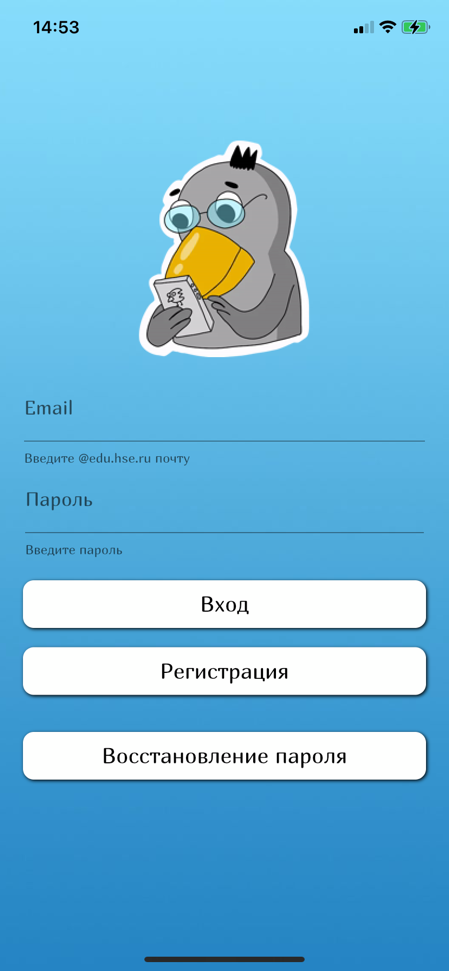 14:53
Email
Введите @edu.hse.ru почту
Пароль
Введите пароль
Вход
Регистрация
Восстановление пароля